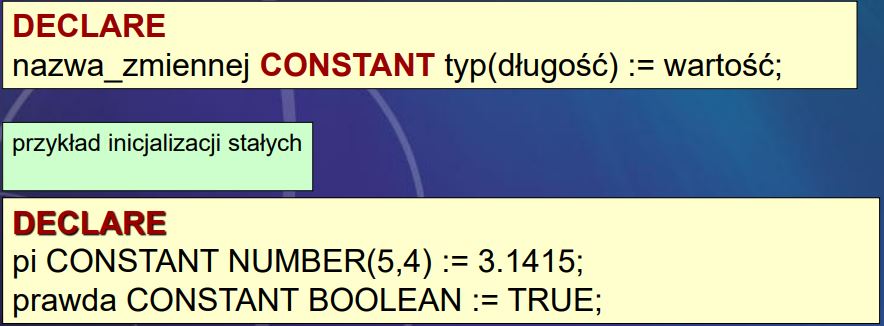 DECLARE
nazwa_zmiennej CONSTANT typ(długość) := wartość;
przykład inicjalizacji stałych
DECLARE
pi CONSTANT NUMBER(5,4) := 3.1415;
prawda CONSTANT BOOLEAN := TRUE;